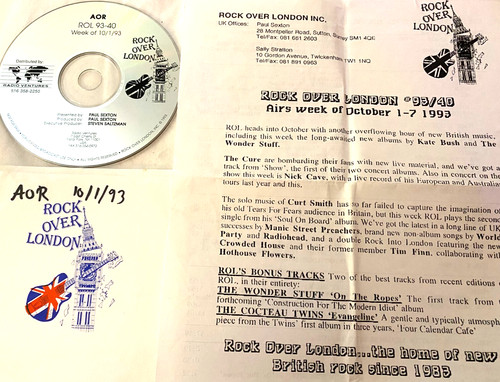 AOR
ROL 93-40
Week of 10/1/93
ROCK
OVER
LONDON
Distributed by:
RADIO VENTURES
Presented by PAUL SEXTON
Produced by PAUL SEXTON
Executive Producer STEVEN SALTZMAN
AOR 10/1/93
ROCK
OVER
LONDON
ROCK OVER LONDON INC.
UK Offices: Paul Sexton
28 Montpelier Road, Sutton, Surrey SM1 4QE
Tel/Fax: 081 661 2603
Sally Stratton
10 Gordon Avenue, Twickenham TW1 1NQ
Tel/Fax: 081 891 0963
ROCK
OVER
LONDON
ROCK OVER LONDON #93/40
Airs week of October 1-7 1993
ROL heads into October with another overflowing hour of new British music,
including this week the long-awaited new albums by Kate Bush and The
Wonder Stuff.
The Cure are bombarding their fans with new live material, and we've got a
track from 'Show', the first of their two concert albums. Also in concert on the
show this week is Nick Cave, with a live record of his European and Australian
tours last year and this.
The solo music of Curt Smith has so far failed to capture the imagination of
his old Tears For Fears audience in Britain, but this week ROL plays the second
single from his 'Soul On Board' album. We've got the latest in a long line of UK
successes by Manic Street Preachers, brand new non-album songs by World
Party and Radiohead, and a double Rock Into London featuring the new
Crowded House and their former member Tim Finn, collaborating with
Hothouse Flowers.
ROL'S BONUS TRACKS Two of the best tracks from recent editions of
ROL, in their entirety:
THE WONDER STUFF 'On The Ropes' The first track from the
forthcoming 'Construction For The Modern Idiot' album
THE COCTEAU TWINS 'Evangeline' A gentle and typically atmospheric
piece from the Twins' first album in three years, 'Four Calendar Cafe'
Rock Over London...the home of new
British rock since 1983